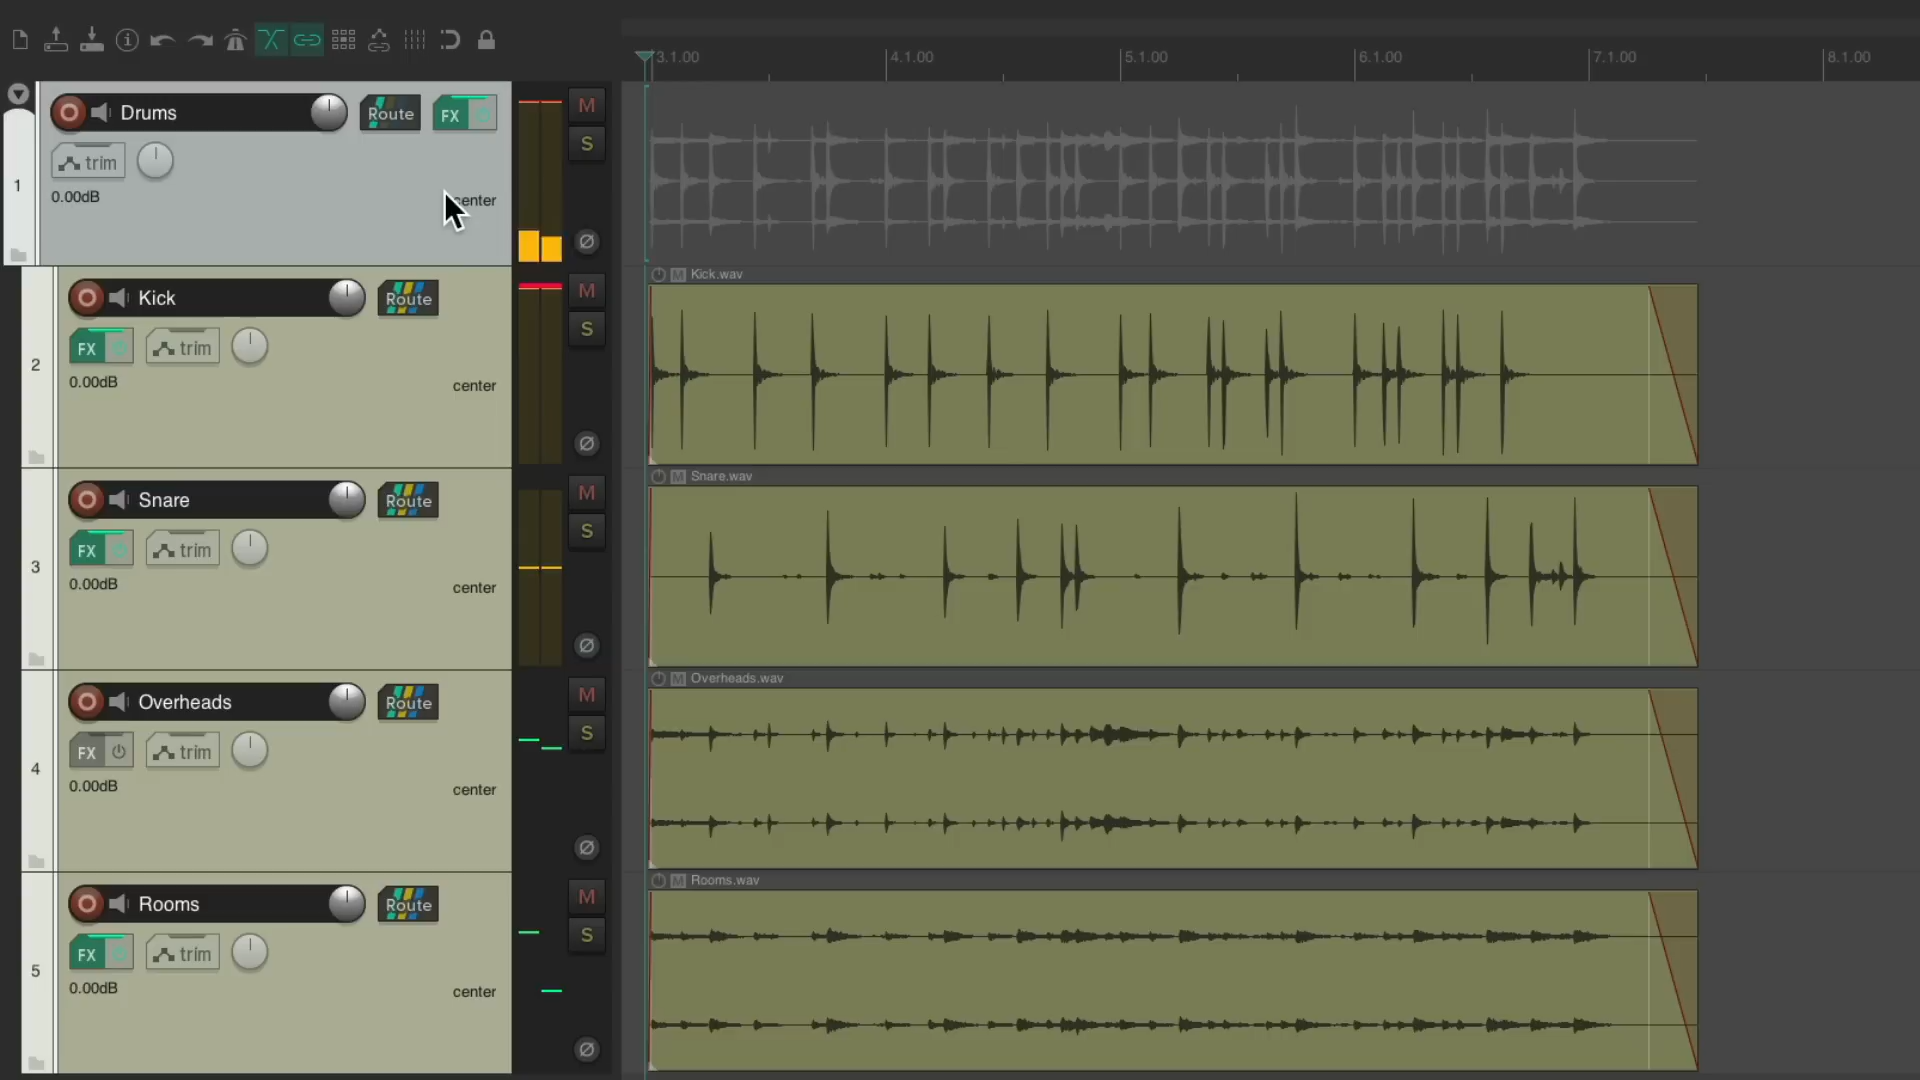 3.1.00 4.1.00 5.1.00 6.1.00 7.1.00 8.1.00
1
Drums Route FX M
trim S
0.00dB center
Kick.wav
2
Kick Route M
FX trim S
0.00dB center
Snare.wav
3
Snare Route M
FX trim S
0.00dB center
Overheads.wav
4
Overheads Route M
FX trim S
0.00dB center
Rooms.wav
5
Rooms Route M
FX trim S
0.00dB center